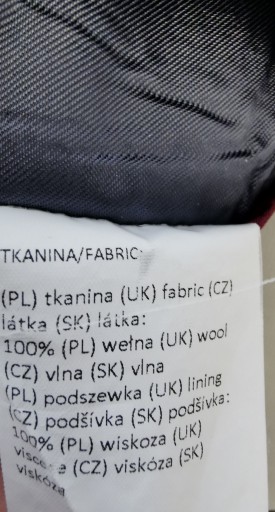 TKANINA/FABRIC:
(PL) tkanina (UK) fabric (CZ)
látka (SK) látka:
100% (PL) wełna (UK) wool
(CZ) vlna (SK) vlna
(PL) podszewka (UK) lining
(CZ) podšívka (SK) podšívka:
100% (PL) wiskoza (UK)
viscose (CZ) viskóza (SK)
viskóza